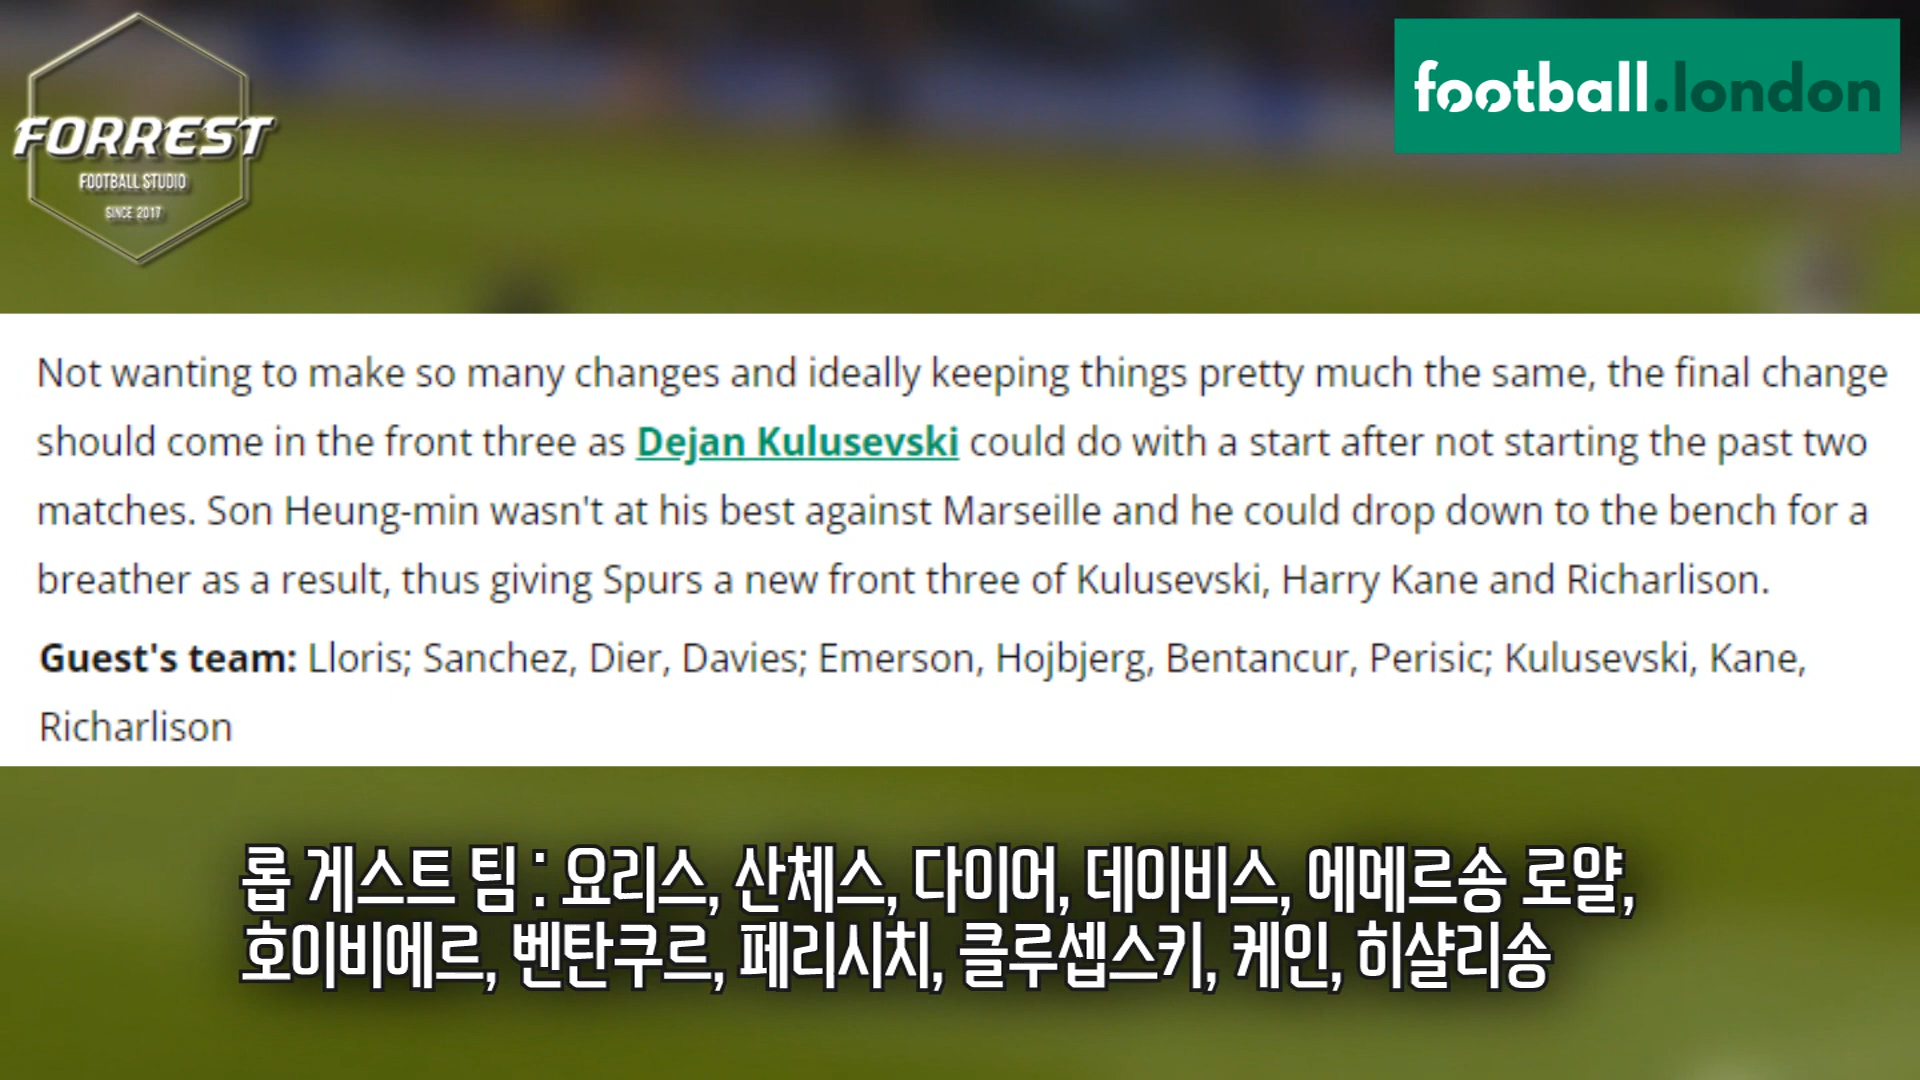 FORREST
FOOTBALL STUDIO
SINCE 2017
football.london
Not wanting to make so many changes and ideally keeping things pretty much the same, the final change
should come in the front three as Dejan Kulusevski could do with a start after not starting the past two
matches. Son Heung-min wasn't at his best against Marseille and he could drop down to the bench for a
breather as a result, thus giving Spurs a new front three of Kulusevski, Harry Kane and Richarlison.
Guest's team: Lloris; Sanchez, Dier, Davies; Emerson, Hojbjerg, Bentancur, Perisic; Kulusevski, Kane,
Richarlison
롭 게스트 팀 : 요리스, 산체스, 다이어, 데이비스, 에메르송 로얄,
호이비에르, 벤탄쿠르, 페리시치, 클루셉스키, 케인, 히샬리송